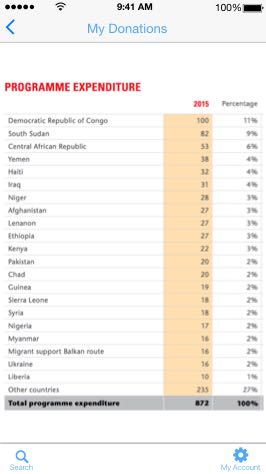 9:41 AM 100%
My Donations
PROGRAMME EXPENDITURE
2015 Percentage
Democratic Republic of Congo 100 11%
South Sudan 82 9%
Central African Republic 53 6%
Yemen 38 4%
Haiti 32 4%
Iraq 31 4%
Niger 28 3%
Afghanistan 27 3%
Lenanon 27 3%
Ethiopia 27 3%
Kenya 22 3%
Pakistan 20 2%
Chad 20 2%
Guinea 19 2%
Sierra Leone 18 2%
Syria 18 2%
Nigeria 17 2%
Myanmar 16 2%
Migrant support Balkan route 16 2%
Ukraine 16 2%
Liberia 10 1%
Other countries 235 27%
Total programme expenditure 872 100%
Search My Account